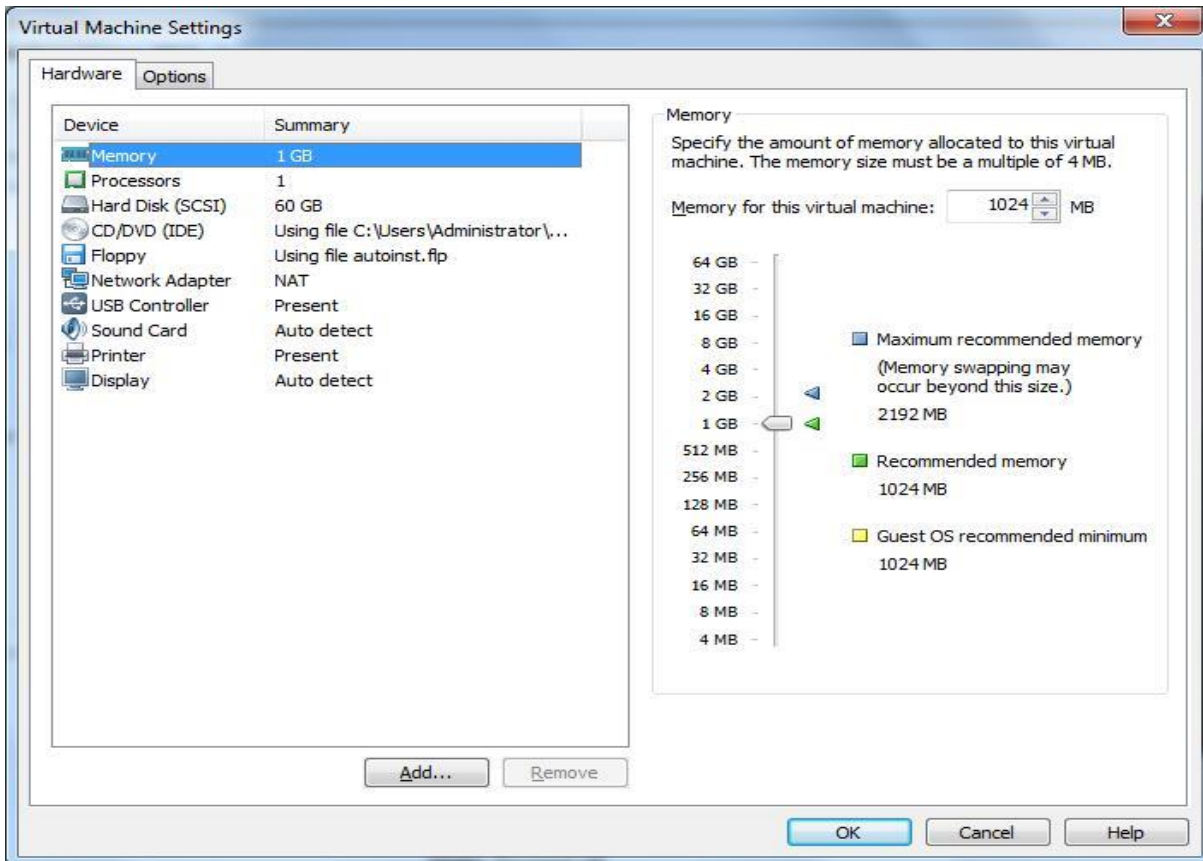 Virtual Machine Settings
Hardware
Options
Device Summary
Memory 1 GB
Processors 1
Hard Disk (SCSI) 60 GB
CD/DVD (IDE) Using file C:\Users\Administrator\...
Floppy Using file autoinst.flp
Network Adapter NAT
USB Controller Present
Sound Card Auto detect
Printer Present
Display Auto detect
Add...
Remove
Memory
Specify the amount of memory allocated to this virtual
machine. The memory size must be a multiple of 4 MB.
Memory for this virtual machine: 1024 MB
64 GB
32 GB
16 GB
8 GB
4 GB
2 GB
1 GB
512 MB
256 MB
128 MB
64 MB
32 MB
16 MB
8 MB
4 MB
Maximum recommended memory
(Memory swapping may
occur beyond this size.)
2192 MB
Recommended memory
1024 MB
Guest OS recommended minimum
1024 MB
OK
Cancel
Help